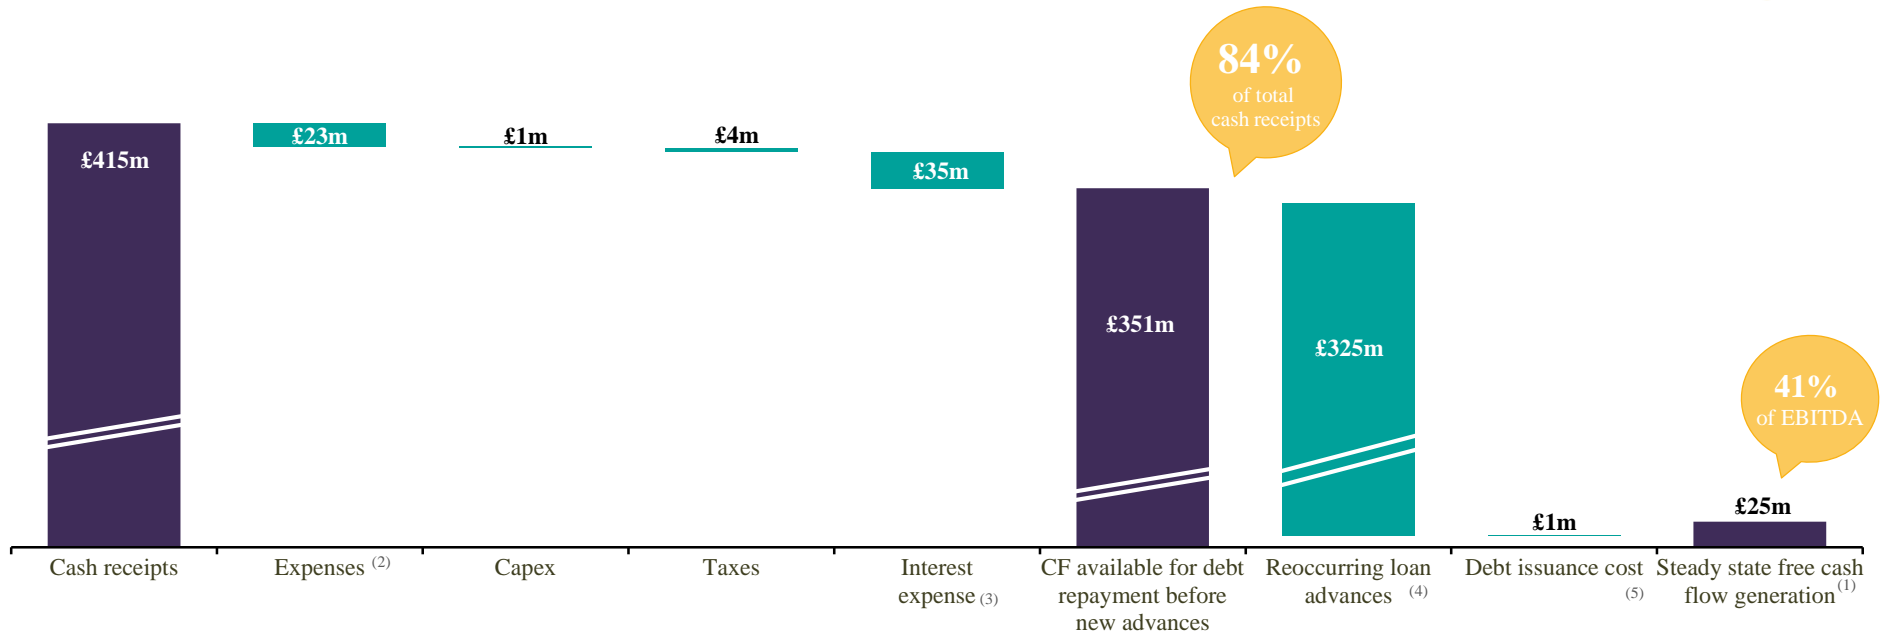 84%
of total
cash receipts
£415m
£23m
£1m
£4m
£35m
£351m
£325m
41%
of EBITDA
£1m
£25m
Cash receipts
Expenses (2)
Capex
Taxes
Interest
expense (3)
CF available for debt
repayment before
new advances
Reoccurring loan
advances (4)
Debt issuance cost
(5)
Steady state free cash
flow generation (1)